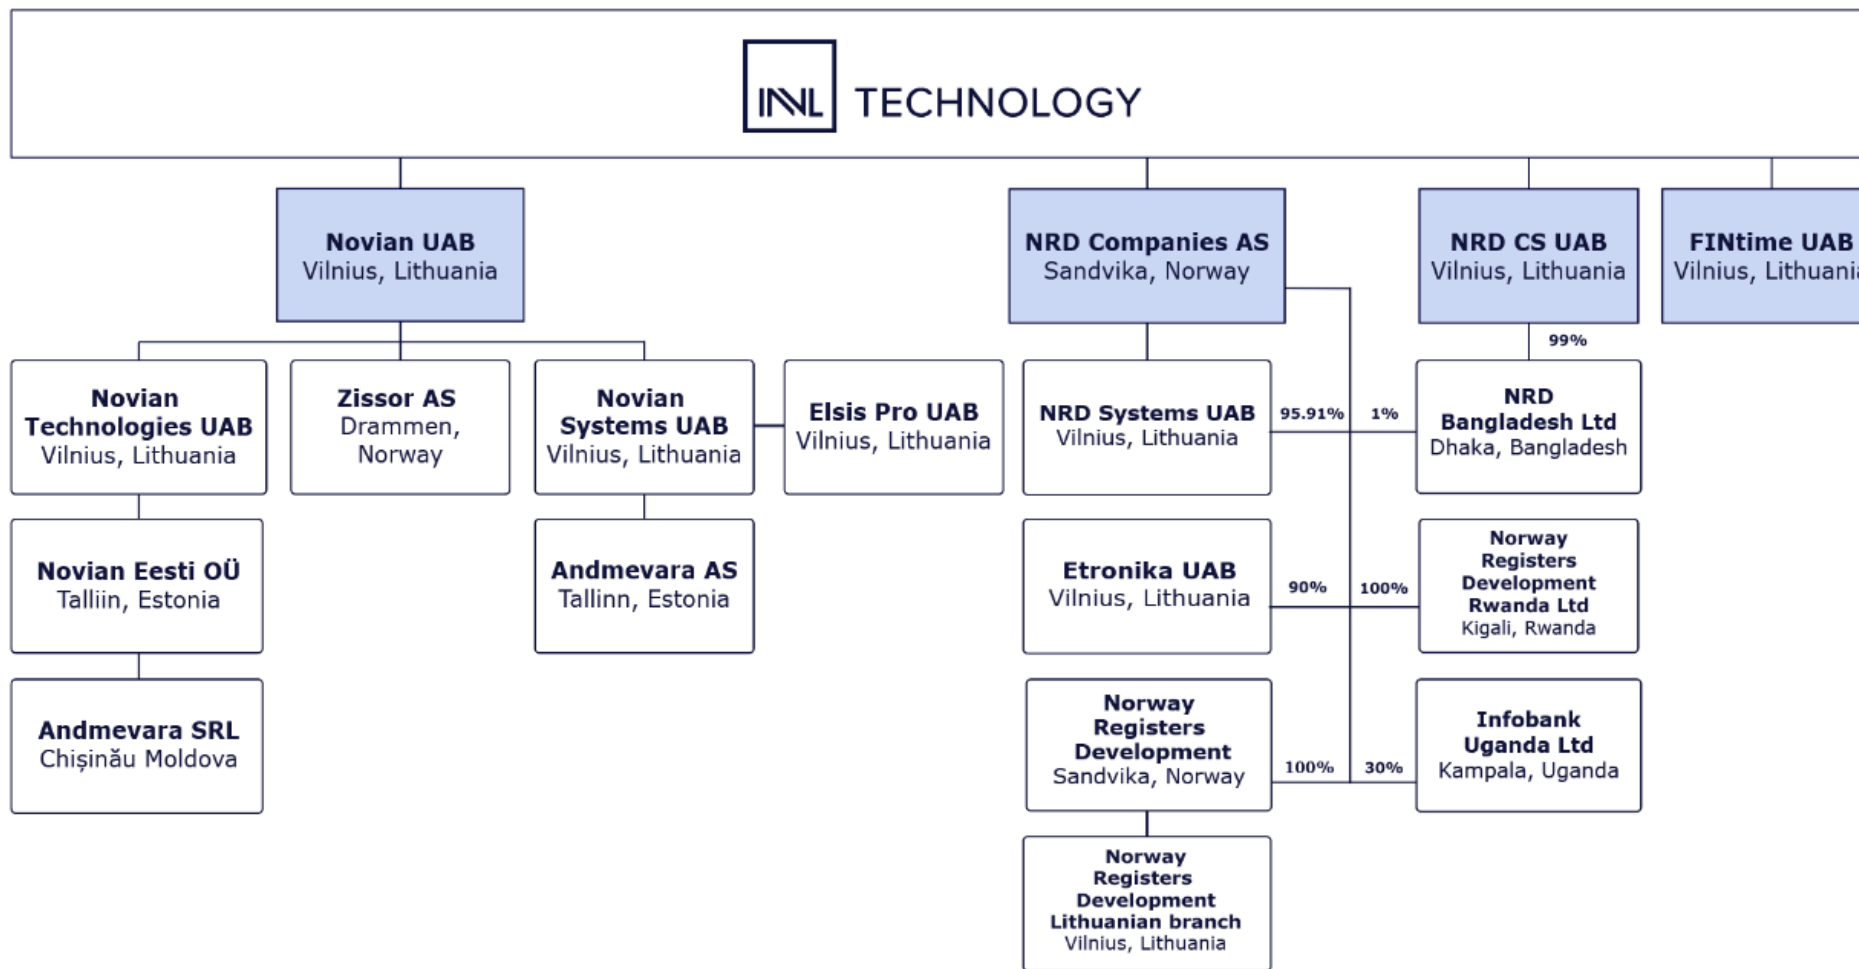 INVL TECHNOLOGY
Novian UAB
Vilnius, Lithuania
NRD Companies AS
Sandvika, Norway
NRD CS UAB
Vilnius, Lithuania
FINtime UAB
Vilnius, Lithuania
99%
Novian
Technologies UAB
Vilnius, Lithuania
Zissor AS
Drammen,
Norway
Novian
Systems UAB
Vilnius, Lithuania
Elsis Pro UAB
Vilnius, Lithuania
NRD Systems UAB
Vilnius, Lithuania
95.91%
1%
NRD
Bangladesh Ltd
Dhaka, Bangladesh
Novian Eesti OÜ
Talliin, Estonia
Andmevara AS
Tallinn, Estonia
Etronika UAB
Vilnius, Lithuania
90%
100%
Norway
Registers
Development
Rwanda Ltd
Kigali, Rwanda
Andmevara SRL
Chișinău Moldova
Norway
Registers
Development
Sandvika, Norway
100%
30%
Infobank
Uganda Ltd
Kampala, Uganda
Norway
Registers
Development
Lithuanian branch
Vilnius, Lithuania